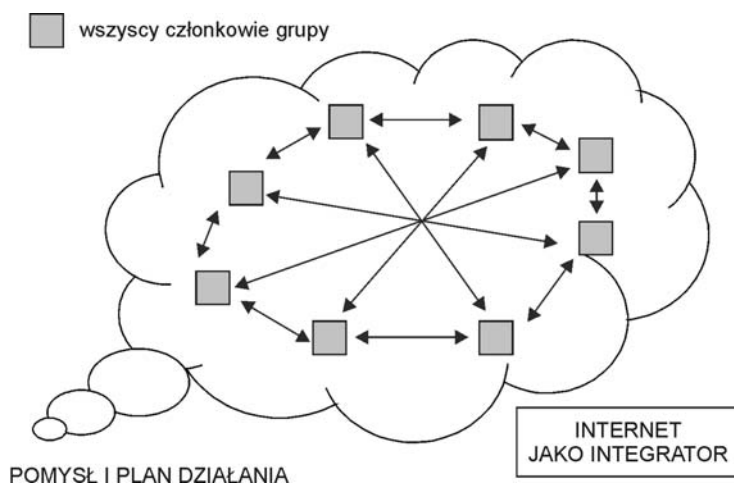 wszyscy członkowie grupy
INTERNET
JAKO INTEGRATOR
POMYSŁ I PLAN DZIAŁANIA